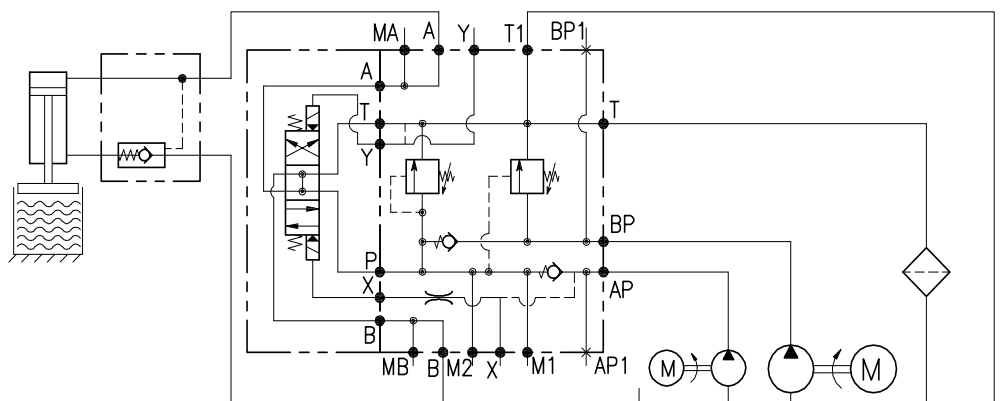 MA A Y T1 BP1
A
T T
Y
BP
P
AP
X
B
MB B M2 X M1 AP1
M M